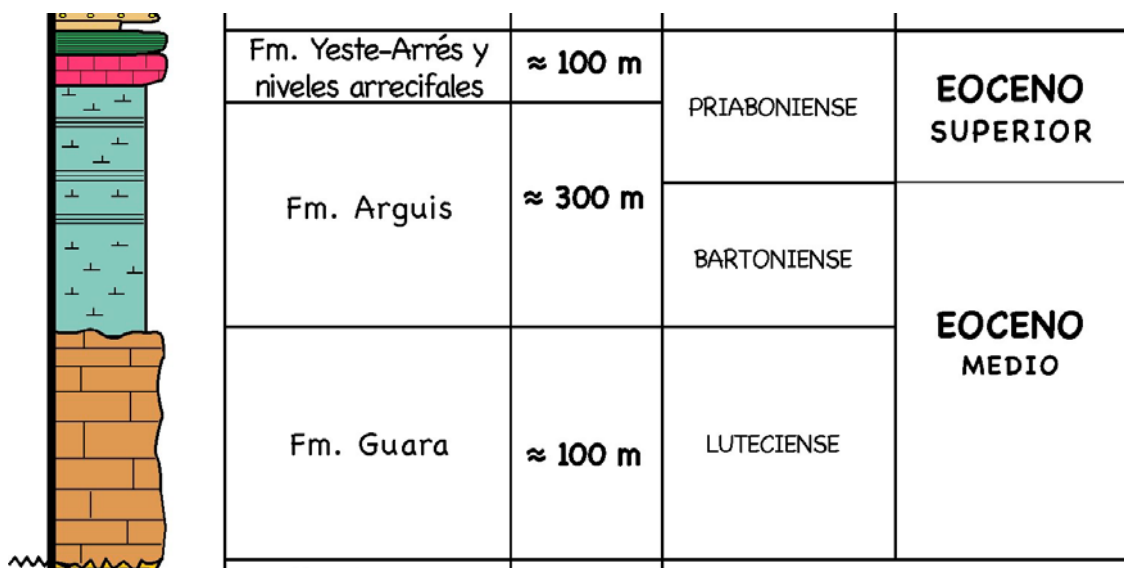 Fm. Yeste-Arrés y
niveles arrecifales
≈ 100 m
PRIABONIENSE
EOCENO
SUPERIOR
Fm. Arguis
≈ 300 m
BARTONIENSE
EOCENO
MEDIO
Fm. Guara
≈ 100 m
LUTECIENSE